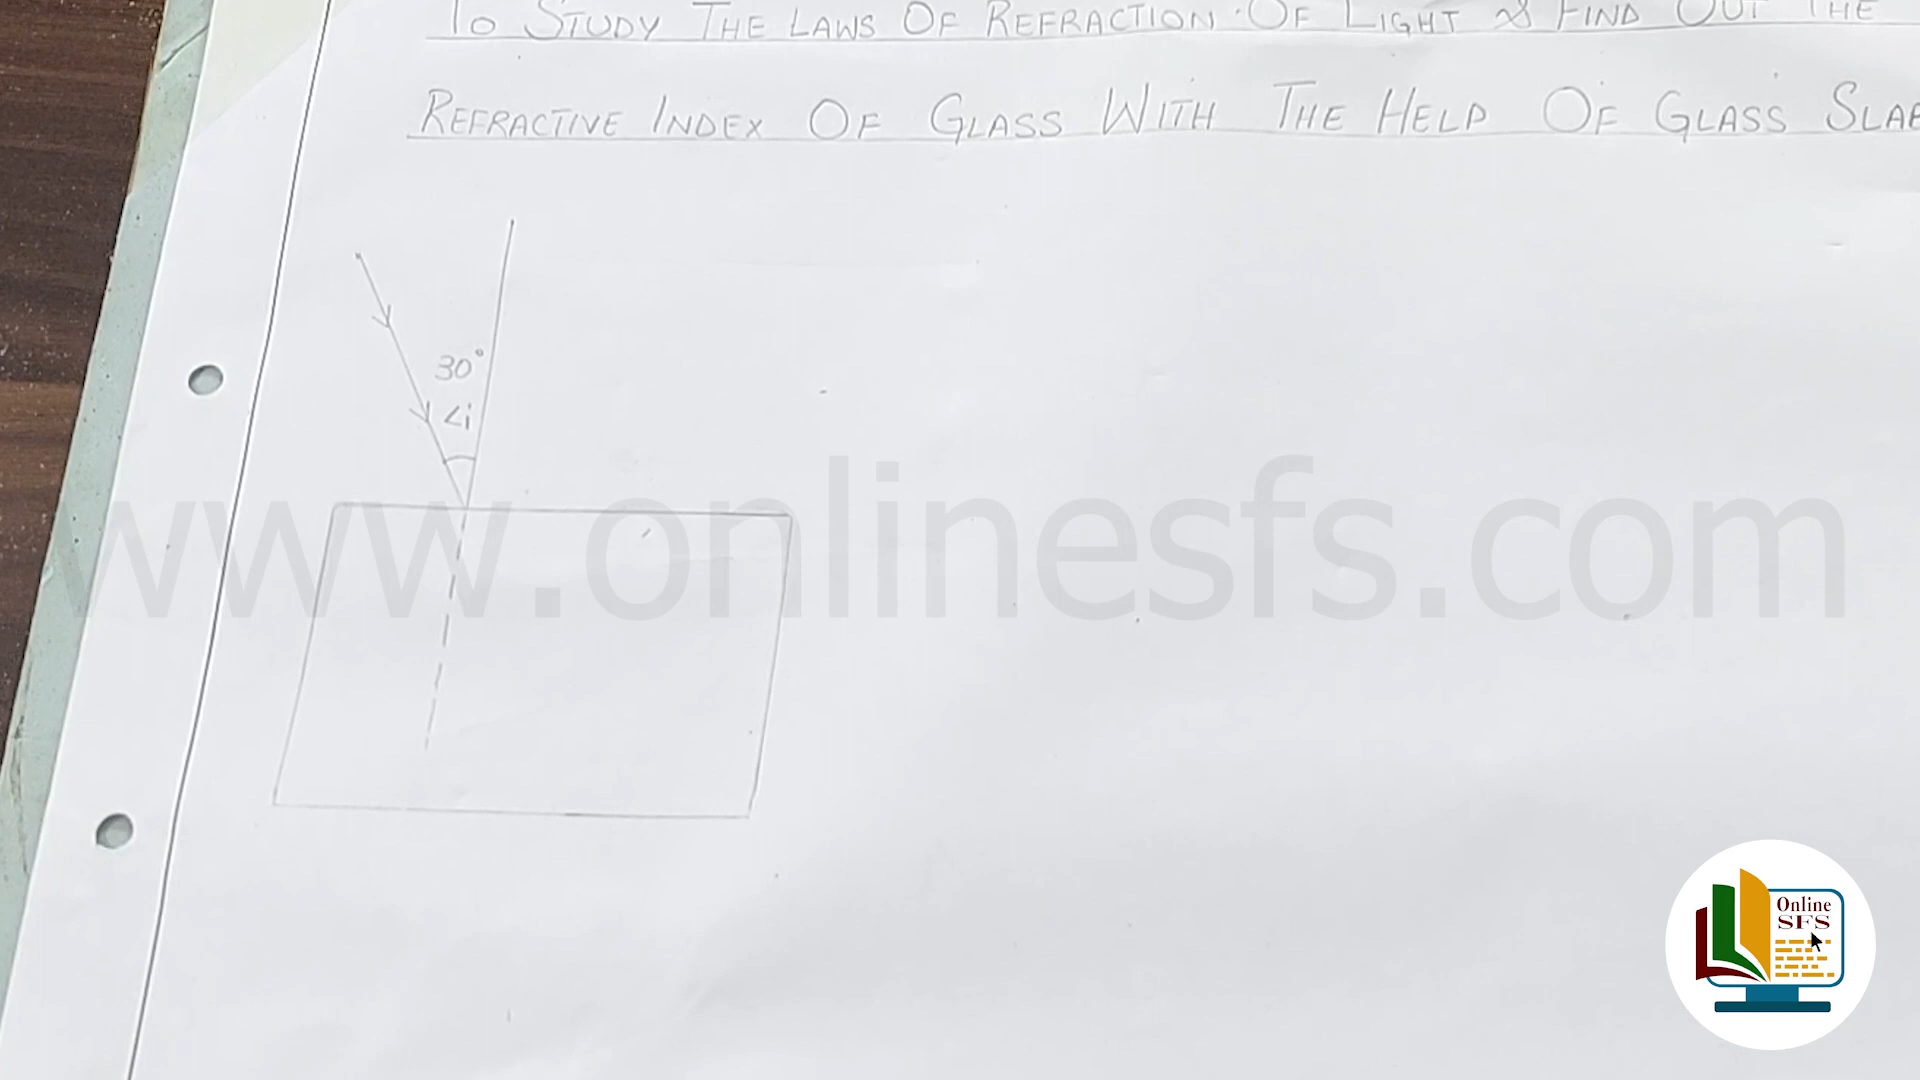 To STUDY THE LAWS OF REFRACTION OF LIGHT & FIND OUT THE
REFRACTIVE INDEX OF GLASS WITH THE HELP OF GLASS SLAB
30°
<i
www.onlinesfs.com
Online
SFS